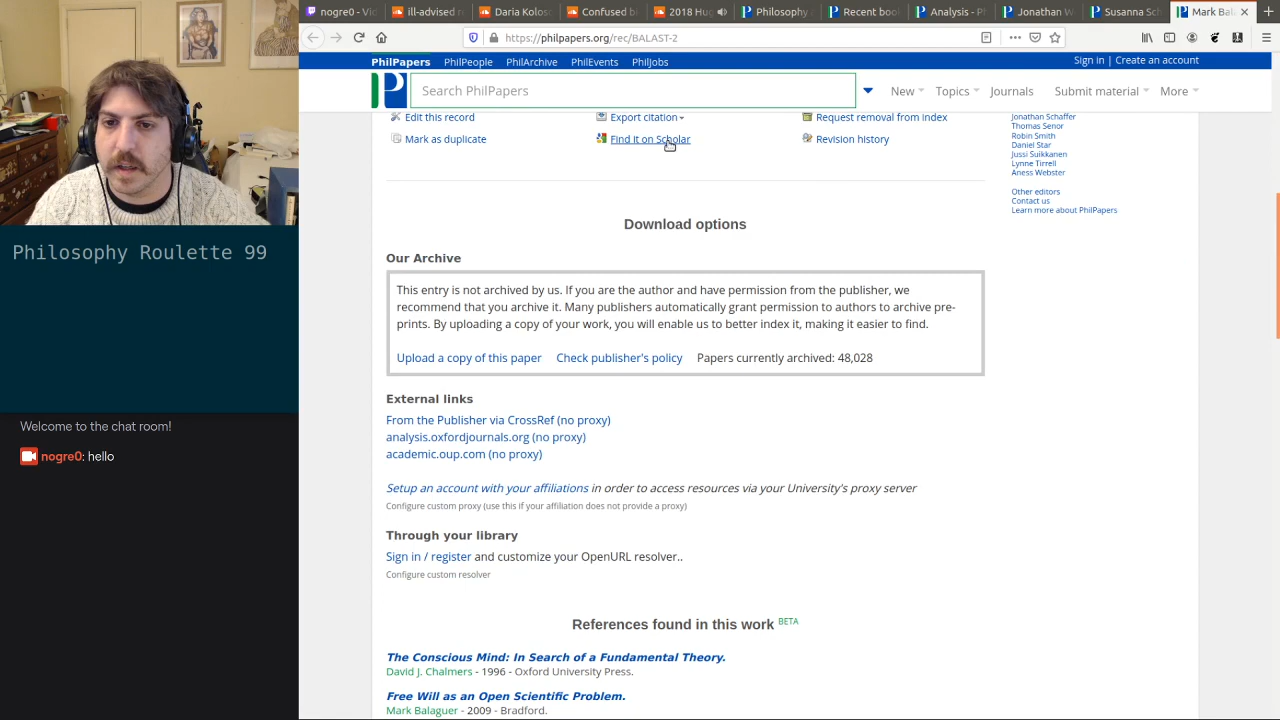 nogre0 - Vi
ill-advised r
Daria Kolos
Confused b
2018 Hug
Philosophy
Recent boo
Analysis - P
Jonathan W
Susanna Sc
Mark Bal
https://philpapers.org/rec/BALAST-2
PhilPapers PhilPeople PhilArchive PhilEvents PhilJobs
Sign in | Create an account
P
Search PhilPapers
New Topics Journals Submit material More
Edit this record
Export citation
Request removal from index
Mark as duplicate
Find it on Scholar
Revision history
Jonathan Schaffer
Thomas Senor
Robin Smith
Daniel Star
Jussi Suikkanen
Lynne Tirrell
Aness Webster
Other editors
Contact us
Learn more about PhilPapers
Download options
Our Archive
This entry is not archived by us. If you are the author and have permission from the publisher, we
recommend that you archive it. Many publishers automatically grant permission to authors to archive pre-
prints. By uploading a copy of your work, you will enable us to better index it, making it easier to find.
Upload a copy of this paper Check publisher's policy Papers currently archived: 48,028
External links
From the Publisher via CrossRef (no proxy)
analysis.oxfordjournals.org (no proxy)
academic.oup.com (no proxy)
Setup an account with your affiliations in order to access resources via your University's proxy server
Configure custom proxy (use this if your affiliation does not provide a proxy)
Through your library
Sign in / register and customize your OpenURL resolver..
Configure custom resolver
References found in this work BETA
The Conscious Mind: In Search of a Fundamental Theory.
David J. Chalmers - 1996 - Oxford University Press.
Free Will as an Open Scientific Problem.
Mark Balaguer - 2009 - Bradford.
Philosophy Roulette 99
Welcome to the chat room!
nogre0: hello